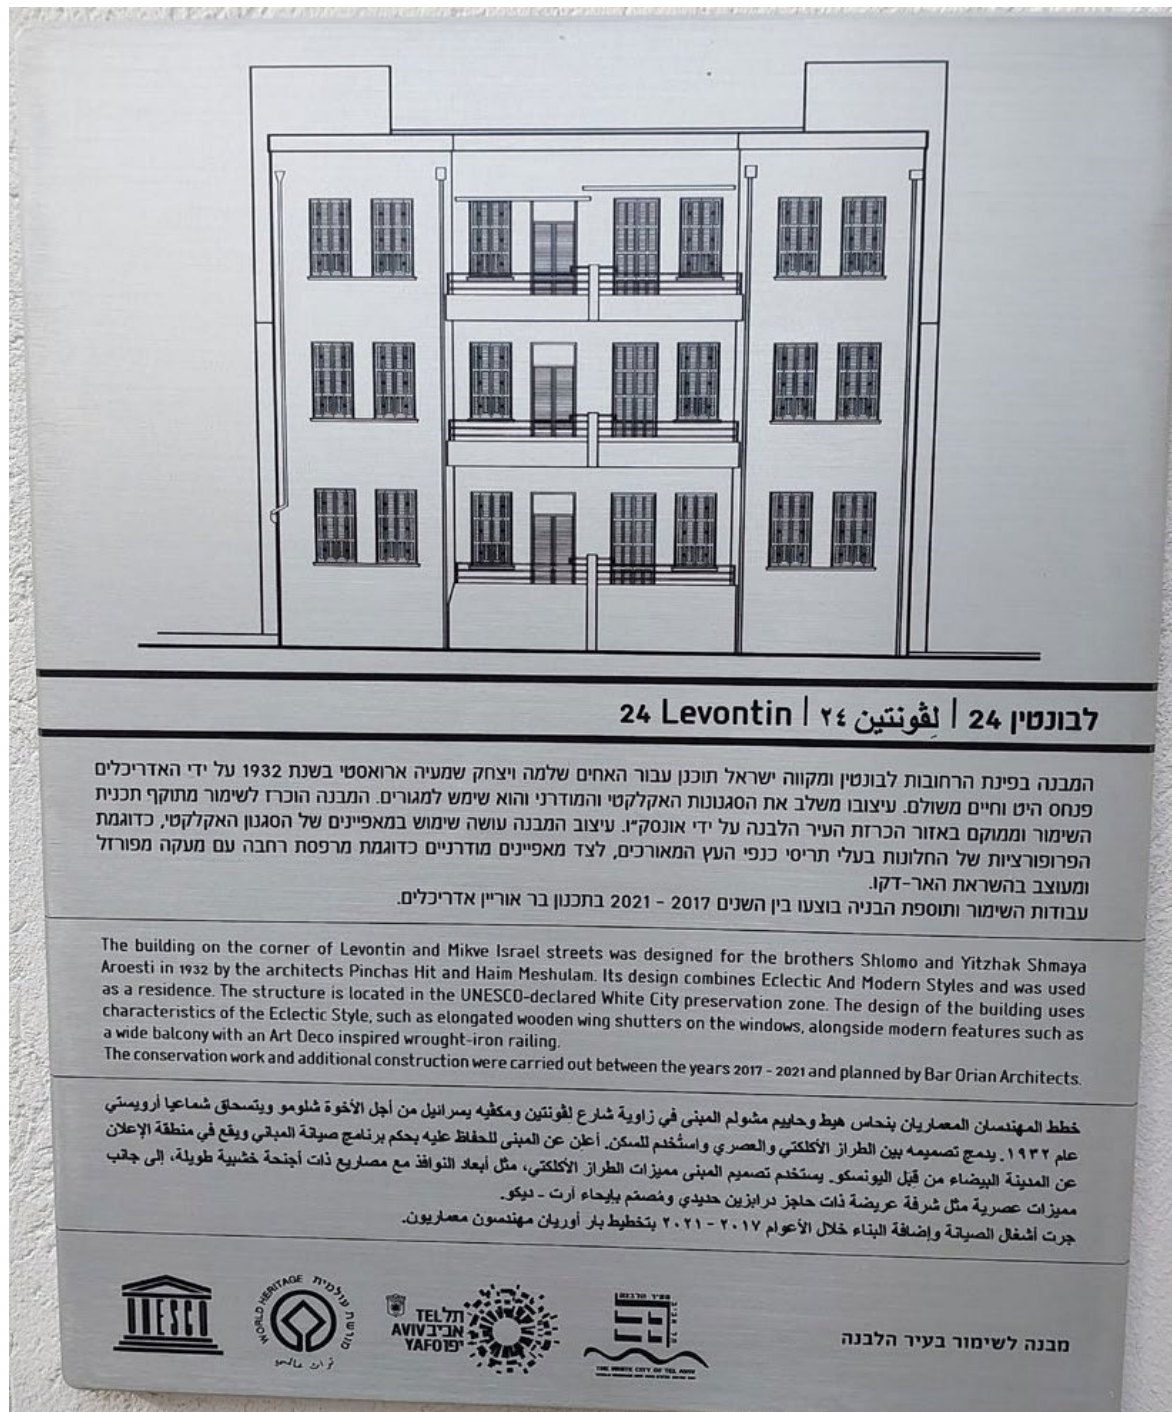 לבונטין 24 | لِڤونتين ٢٤ | 24 Levontin
המבנה בפינת הרחובות לבונטין ומקווה ישראל תוכנן עבור האחים שלמה ויצחק שמעיה ארואסטי בשנת 1932 על ידי האדריכלים
פנחס היט וחיים משולם. עיצובו משלב את הסגנונות האקלקטי והמודרני והוא שימש למגורים. המבנה הוכרז לשימור מתוקף תכנית
השימור וממוקם באזור הכרזת העיר הלבנה על ידי אונסק״ו. עיצוב המבנה עושה שימוש במאפיינים של הסגנון האקלקטי, כדוגמת
הפרופורציות של החלונות בעלי תריסי כנפי העץ המאורכים, לצד מאפיינים מודרניים כדוגמת מרפסת רחבה עם מעקה מפורזל
ומעוצב בהשראת האר-דקו.
עבודות השימור ותוספת הבניה בוצעו בין השנים 2017 - 2021 בתכנון בר אוריין אדריכלים.
The building on the corner of Levontin and Mikve Israel streets was designed for the brothers Shlomo and Yitzhak Shmaya
Aroesti in 1932 by the architects Pinchas Hit and Haim Meshulam. Its design combines Eclectic And Modern Styles and was used
as a residence. The structure is located in the UNESCO-declared White City preservation zone. The design of the building uses
characteristics of the Eclectic Style, such as elongated wooden wing shutters on the windows, alongside modern features such as
a wide balcony with an Art Deco inspired wrought-iron railing.
The conservation work and additional construction were carried out between the years 2017 - 2021 and planned by Bar Orian Architects.
خطط المهندسان المعماريان بنحاس هيط وحاييم مشولم المبنى في زاوية شارع لڤونتين ومكڤيه يسرائيل من أجل الأخوة شلومو ويتسحاق شماعيا أرويستي
عام ١٩٣٢. يدمج تصميمه بين الطراز الأكلكتي والعصري واستُخدم للسكن. أعلن عن المبنى للحفاظ عليه بحكم برنامج صيانة المباني ويقع في منطقة الإعلان
عن المدينة البيضاء من قِبَل اليونسكو. يستخدم تصميم المبنى مميزات الطراز الأكلكتي، مثل أبعاد النوافذ مع مصاريع ذات أجنحة خشبية طويلة، إلى جانب
مميزات عصرية مثل شرفة عريضة ذات حاجز درابزين حديدي ومُصمّم بإيحاء آرت - ديكو.
جرت أشغال الصيانة وإضافة البناء خلال الأعوام ٢٠١٧ - ٢٠٢١ بتخطيط بار أوريان مهندسون معماريون.
UNESCO
WORLD HERITAGE מורשת עולמית
TEL תל
AVIV אביב
YAFO יפו
העיר הלבנה
תל אביב
THE WHITE CITY OF TEL AVIV
מבנה לשימור בעיר הלבנה